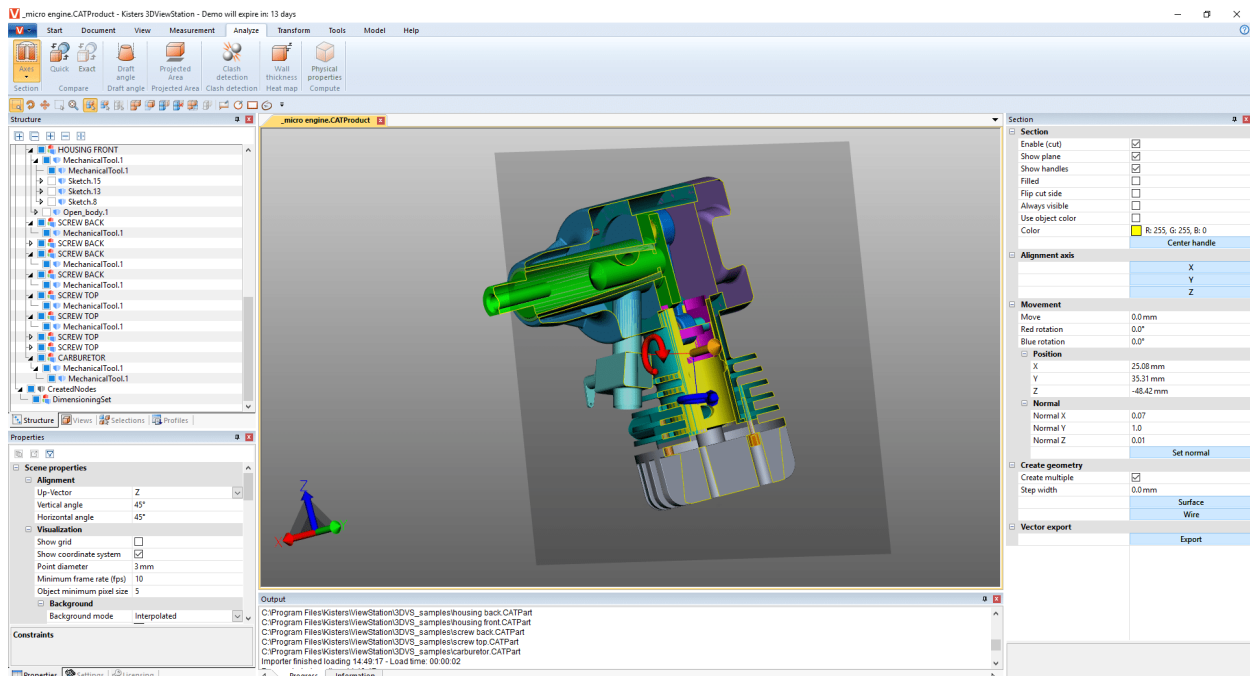 _micro engine.CATProduct - Kisters 3DViewStation - Demo will expire in: 13 days
Start Document View Measurement Analyze Transform Tools Model Help
Axes Quick Exact Draft angle Projected Area Clash detection Wall thickness Physical properties
Section Compare Draft angle Projected Area Clash detection Heat map Compute
Structure
HOUSING FRONT
MechanicalTool.1
MechanicalTool.1
Sketch.15
Sketch.13
Sketch.8
Open_body.1
SCREW BACK
MechanicalTool.1
SCREW BACK
SCREW BACK
MechanicalTool.1
SCREW BACK
MechanicalTool.1
SCREW TOP
MechanicalTool.1
SCREW TOP
MechanicalTool.1
SCREW TOP
SCREW TOP
CARBURETOR
MechanicalTool.1
MechanicalTool.1
CreatedNodes
DimensioningSet
Structure Views Selections Profiles
Properties
Scene properties
Alignment
Up-Vector Z
Vertical angle 45°
Horizontal angle 45°
Visualization
Show grid
Show coordinate system
Point diameter 3 mm
Minimum frame rate (fps) 10
Object minimum pixel size 5
Background
Background mode Interpolated
Constraints
Properties Settings Licensing
_micro engine.CATProduct
Z
X
Y
Output
C:\Program Files\Kisters\ViewStation\3DVS_samples\housing back.CATPart
C:\Program Files\Kisters\ViewStation\3DVS_samples\housing front.CATPart
C:\Program Files\Kisters\ViewStation\3DVS_samples\screw back.CATPart
C:\Program Files\Kisters\ViewStation\3DVS_samples\screw top.CATPart
C:\Program Files\Kisters\ViewStation\3DVS_samples\carburetor.CATPart
Importer finished loading 14:49:17 - Load time: 00:00:02
Progress Information
Section
Section
Enable (cut)
Show plane
Show handles
Filled
Flip cut side
Always visible
Use object color
Color R: 255, G: 255, B: 0
Center handle
Alignment axis
X
Y
Z
Movement
Move 0.0 mm
Red rotation 0.0°
Blue rotation 0.0°
Position
X 25.08 mm
Y 35.31 mm
Z -48.42 mm
Normal
Normal X 0.07
Normal Y 1.0
Normal Z 0.01
Set normal
Create geometry
Create multiple
Step width 0.0 mm
Surface
Wire
Vector export
Export